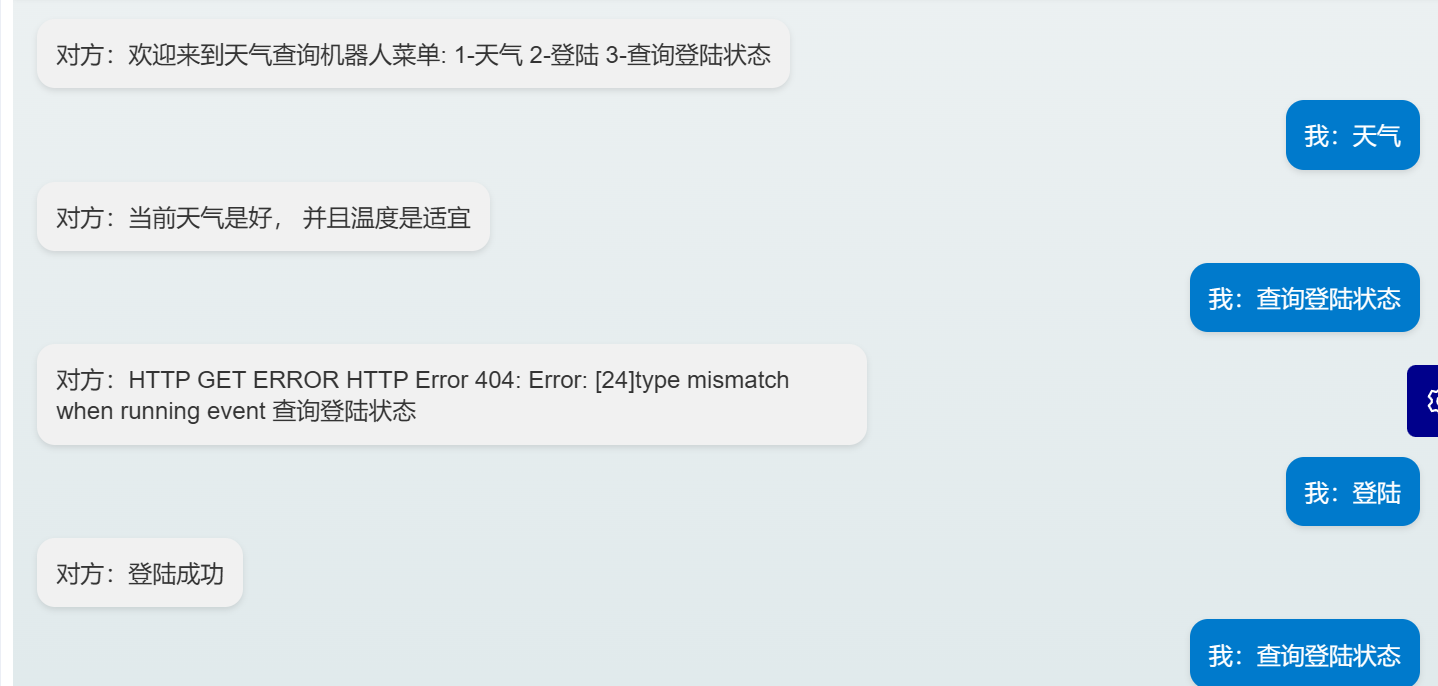 对方：欢迎来到天气查询机器人菜单: 1-天气 2-登陆 3-查询登陆状态
我：天气
对方：当前天气是好， 并且温度是适宜
我：查询登陆状态
对方：HTTP GET ERROR HTTP Error 404: Error: [24]type mismatch
when running event 查询登陆状态
我：登陆
对方：登陆成功
我：查询登陆状态